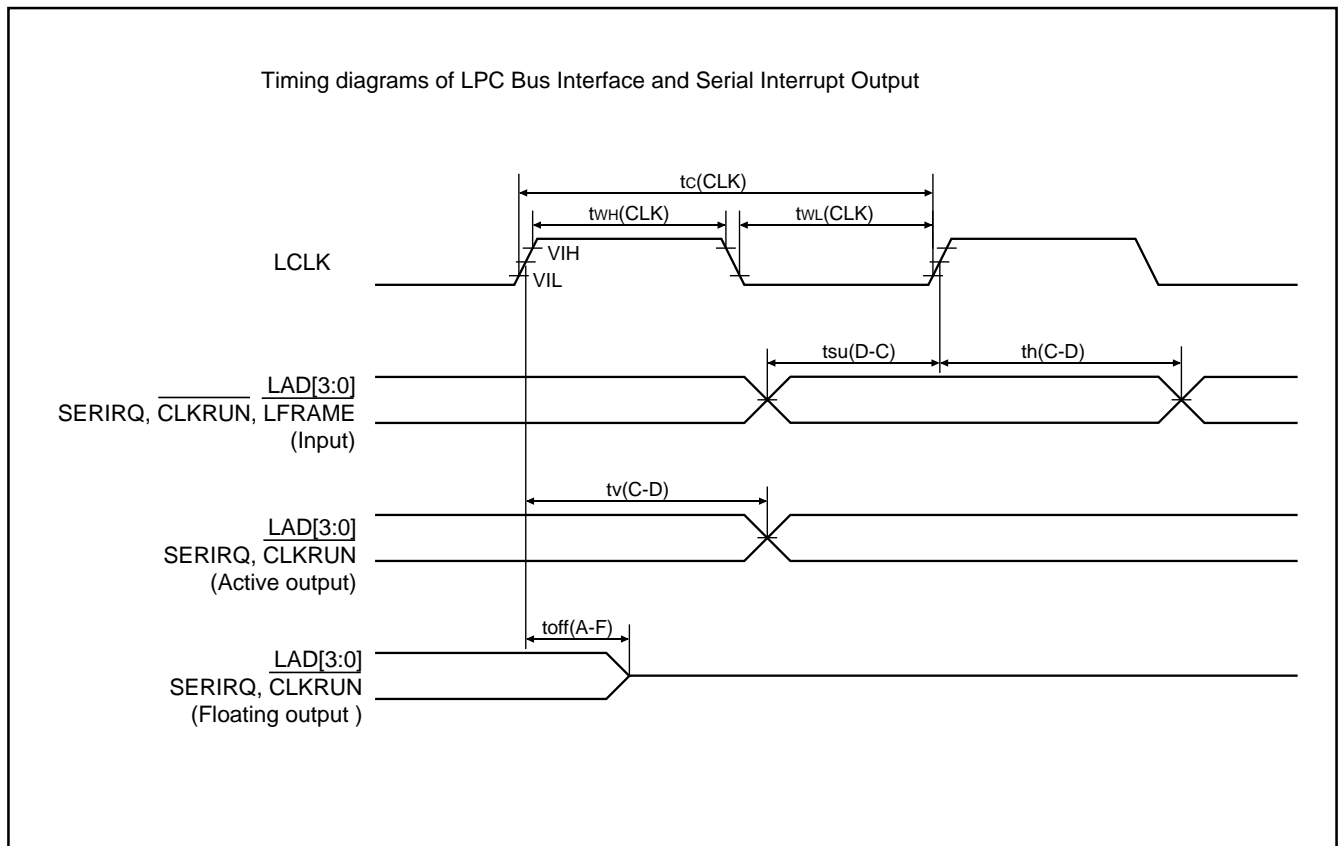 Timing diagrams of LPC Bus Interface and Serial Interrupt Output
tC(CLK)
tWH(CLK)
tWL(CLK)
LCLK
VIH
VIL
tsu(D-C)
th(C-D)
LAD[3:0]
SERIRQ, CLKRUN, LFRAME
(Input)
tv(C-D)
LAD[3:0]
SERIRQ, CLKRUN
(Active output)
toff(A-F)
LAD[3:0]
SERIRQ, CLKRUN
(Floating output )